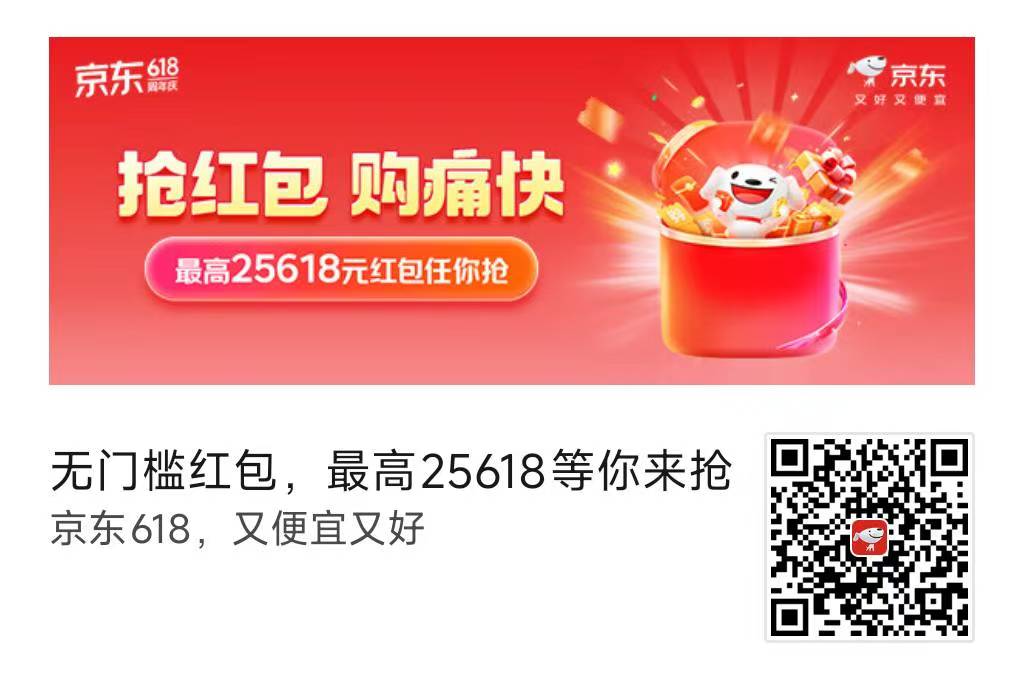 京东618
周年庆
京东
又好又便宜
抢红包 购痛快
最高25618元红包任你抢
无门槛红包，最高25618等你来抢
京东618，又便宜又好